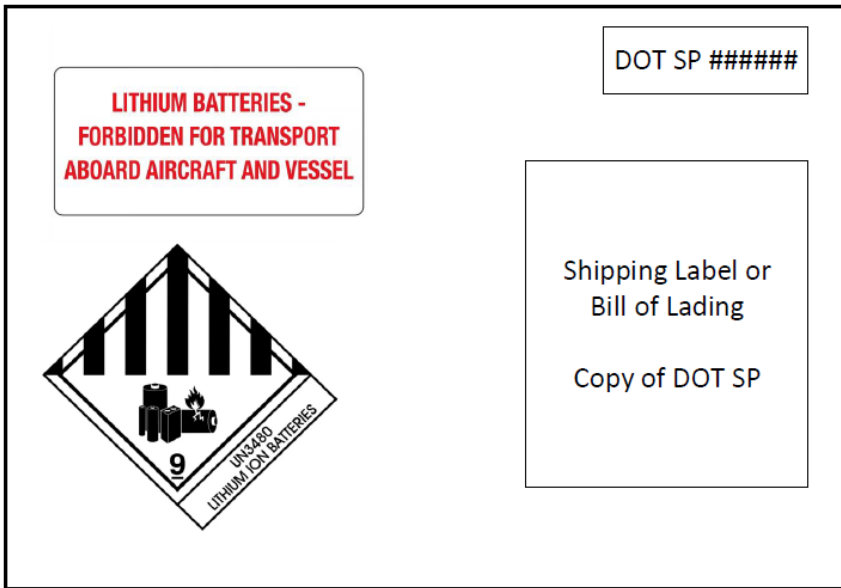 DOT SP ######
LITHIUM BATTERIES -
FORBIDDEN FOR TRANSPORT
ABOARD AIRCRAFT AND VESSEL
Shipping Label or
Bill of Lading
Copy of DOT SP
9
UN3480
LITHIUM ION BATTERIES